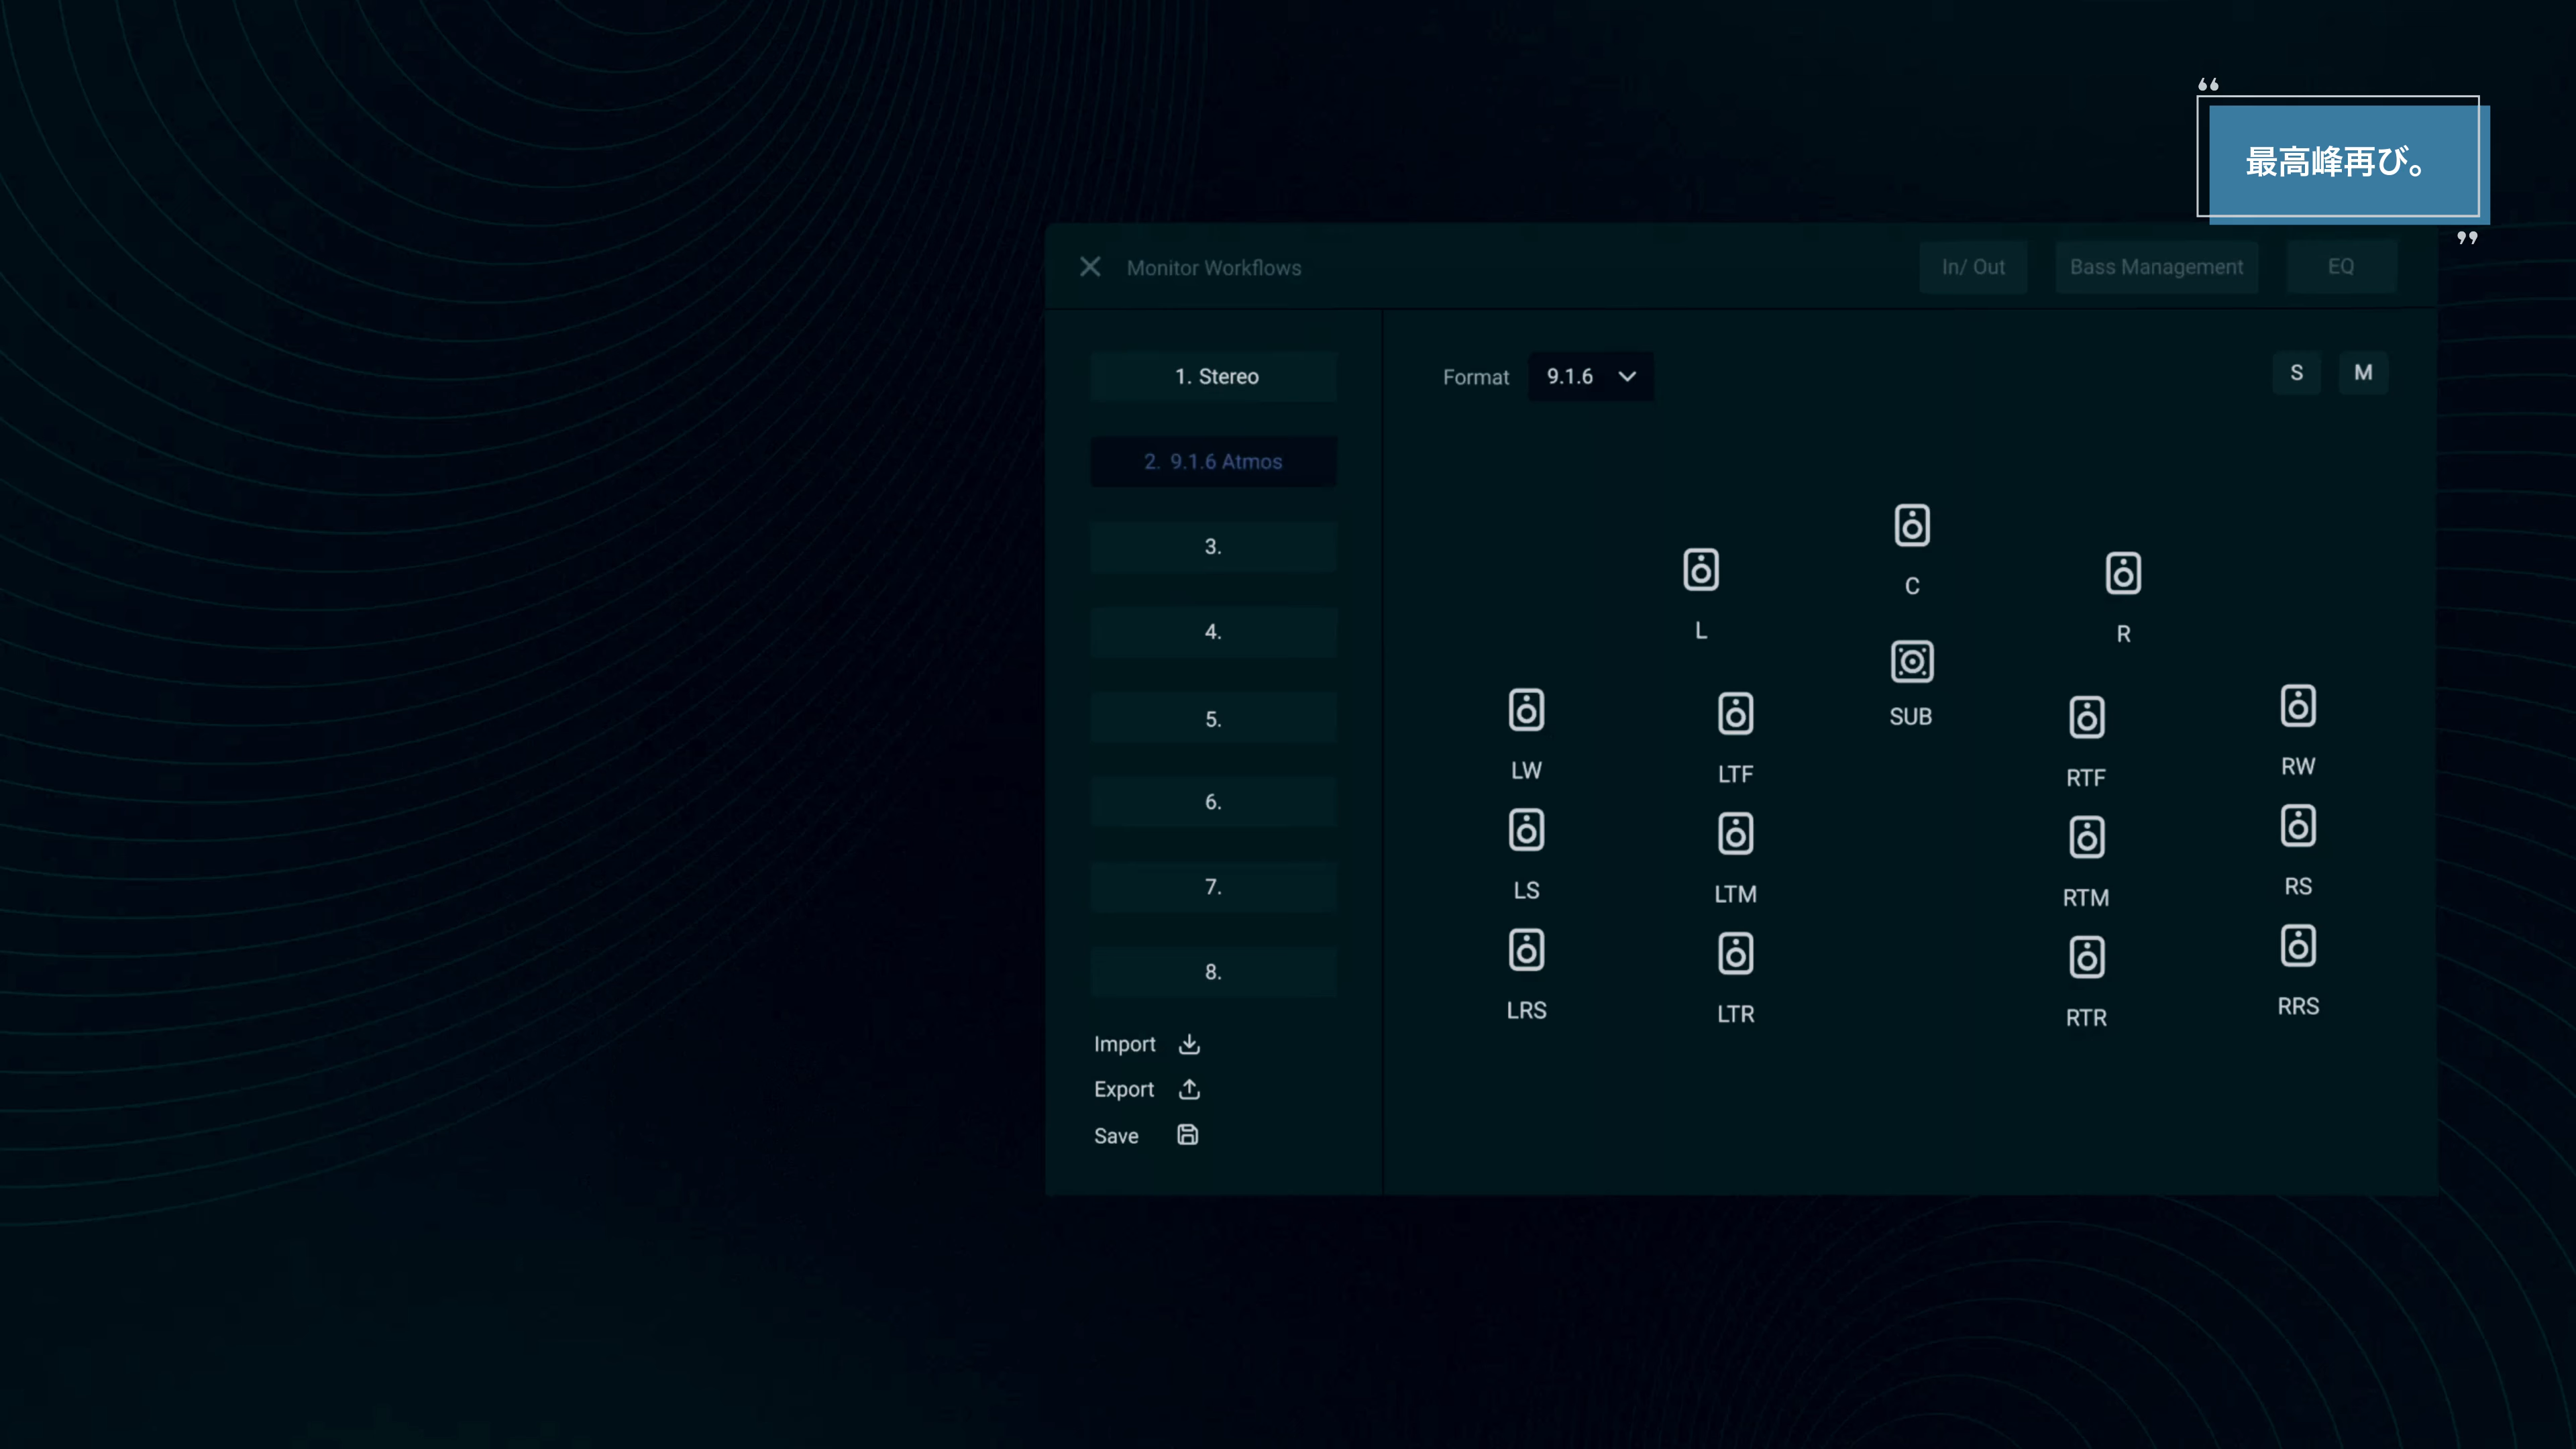 “
最高峰再び。
”
Monitor Workflows
In/ Out
Bass Management
EQ
1. Stereo
2. 9.1.6 Atmos
3.
4.
5.
6.
7.
8.
Import
Export
Save
Format
9.1.6
S
M
C
L
R
SUB
LW
LTF
RTF
RW
LS
LTM
RTM
RS
LRS
LTR
RTR
RRS